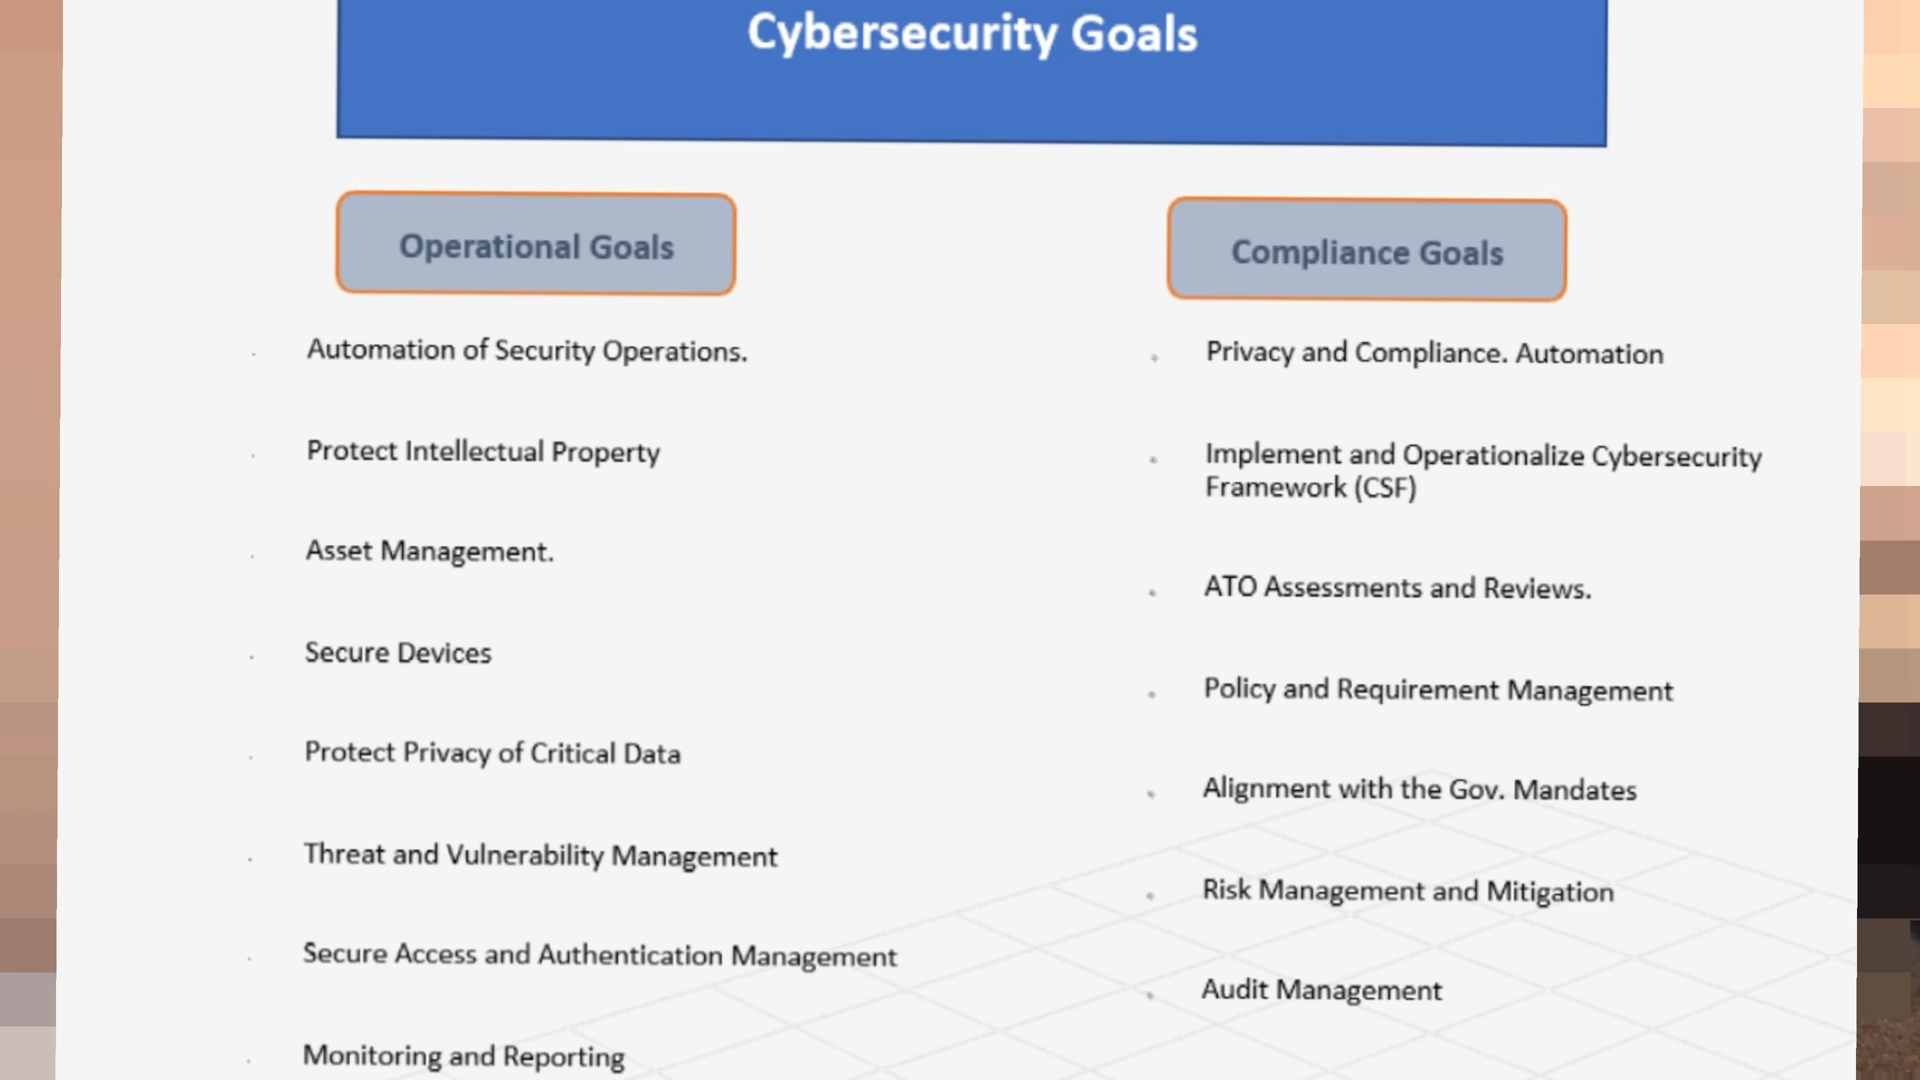 Cybersecurity Goals
Operational Goals
Automation of Security Operations.
Protect Intellectual Property
Asset Management.
Secure Devices
Protect Privacy of Critical Data
Threat and Vulnerability Management
Secure Access and Authentication Management
Monitoring and Reporting
Compliance Goals
Privacy and Compliance. Automation
Implement and Operationalize Cybersecurity
Framework (CSF)
ATO Assessments and Reviews.
Policy and Requirement Management
Alignment with the Gov. Mandates
Risk Management and Mitigation
Audit Management